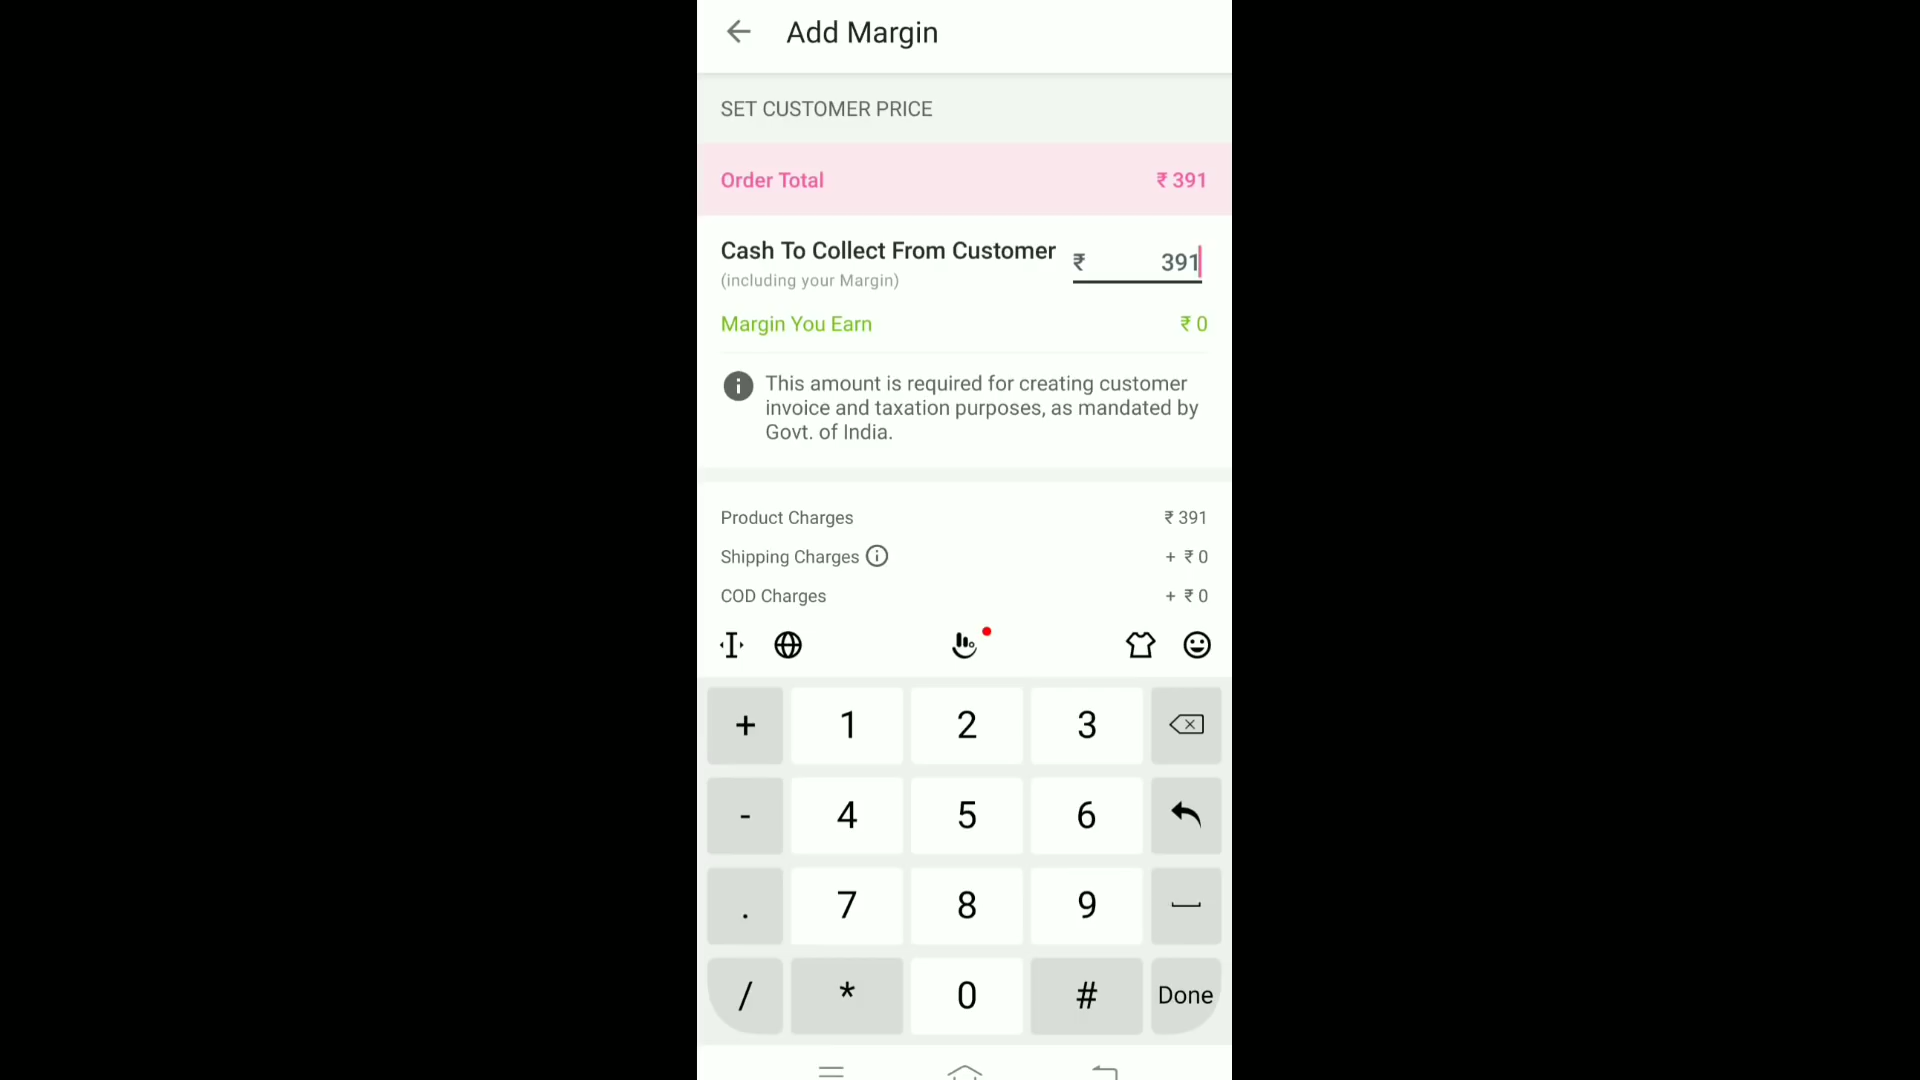 Add Margin
SET CUSTOMER PRICE
Order Total ₹ 391
Cash To Collect From Customer ₹ 391
(including your Margin)
Margin You Earn ₹ 0
This amount is required for creating customer
invoice and taxation purposes, as mandated by
Govt. of India.
Product Charges ₹ 391
Shipping Charges + ₹ 0
COD Charges + ₹ 0
+ 1 2 3
- 4 5 6
. 7 8 9
/ * 0 # Done